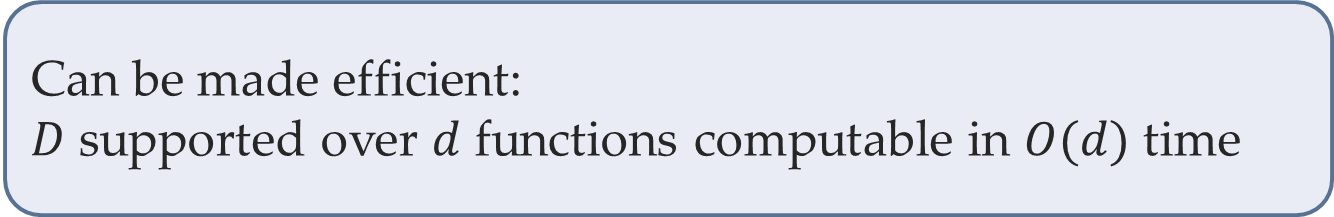 Can be made efficient:
D supported over d functions computable in O(d) time